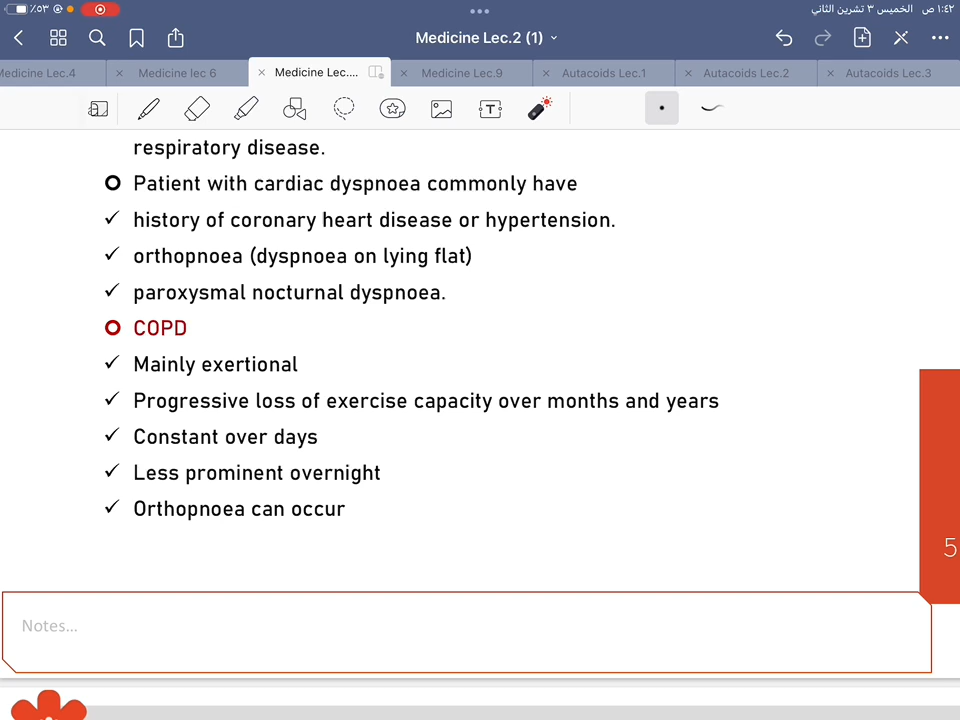 ٪٥٣
١:٤٢ ص الخميس ٣ تشرين الثاني
Medicine Lec.2 (1)
Medicine Lec.4
Medicine lec 6
Medicine Lec....
Medicine Lec.9
Autacoids Lec.1
Autacoids Lec.2
Autacoids Lec.3
T
respiratory disease.
Patient with cardiac dyspnoea commonly have
✓ history of coronary heart disease or hypertension.
✓ orthopnoea (dyspnoea on lying flat)
✓ paroxysmal nocturnal dyspnoea.
COPD
✓ Mainly exertional
✓ Progressive loss of exercise capacity over months and years
✓ Constant over days
✓ Less prominent overnight
✓ Orthopnoea can occur
5
Notes...